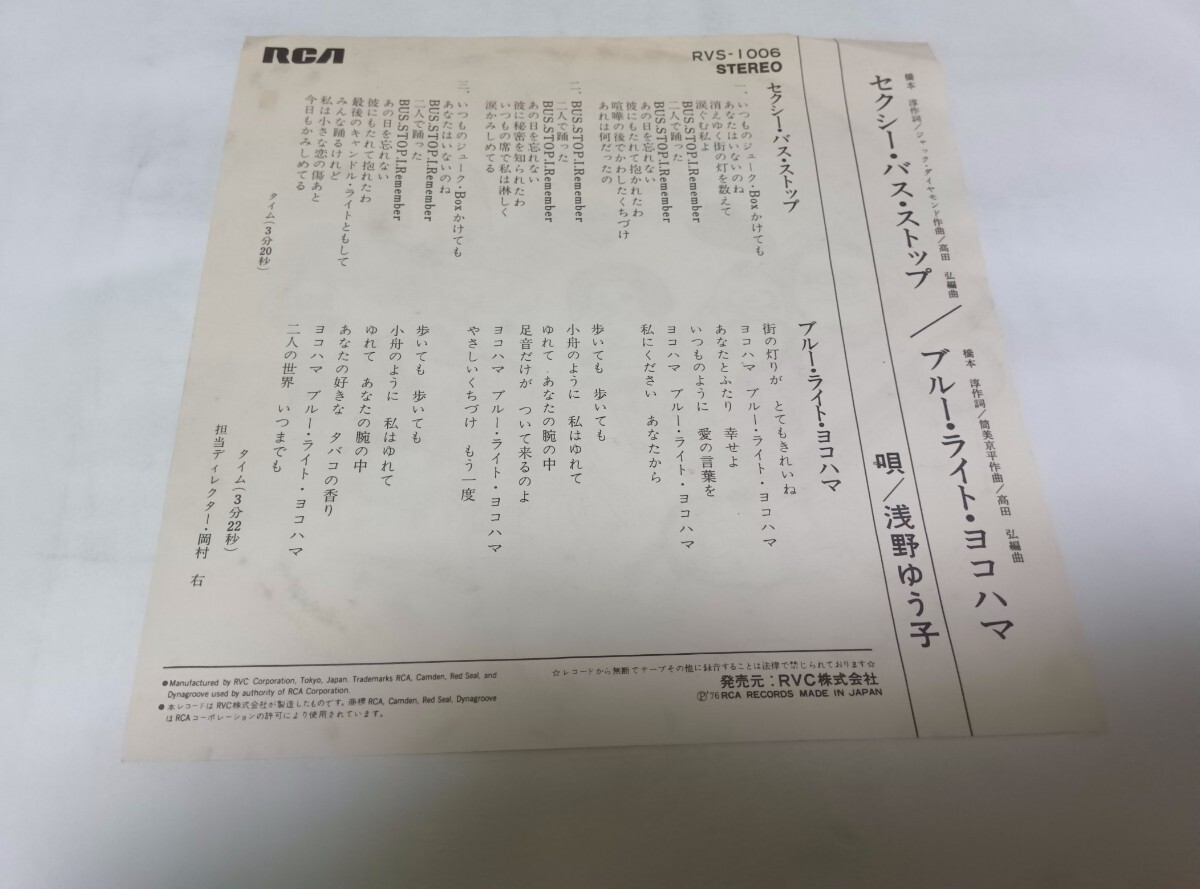 RCA
RVS-1006
STEREO
橋本 淳作詞/ジャック・ダイヤモンド作曲/高田 弘編曲
セクシー・バス・ストップ/
橋本 淳作詞/筒美京平作曲/高田 弘編曲
ブルー・ライト・ヨコハマ
唄/浅野ゆう子
セクシー・バス・ストップ
一、いつものジューク・Boxかけても
あなたはいないのね
消えゆく街の灯を数えて
涙ぐむ私よ
BUS.STOP.I.Remember
二人で踊った
BUS.STOP.I.Remember
あの日を忘れない
彼にもたれて抱かれたわ
喧嘩の後でかわしたくちづけ
あれは何だったの
二、BUS.STOP.I.Remember
二人で踊った
BUS.STOP.I.Remember
あの日を忘れない
彼に秘密を知られたわ
いつもの席で私は淋しく
涙かみしめてる
三、いつものジューク・Boxかけても
あなたはいないのね
BUS.STOP.I.Remember
二人で踊った
BUS.STOP.I.Remember
あの日を忘れない
彼にもたれて抱れたわ
最後のキャンドル・ライトともして
みんな踊るけれど
私は小さな恋の傷あと
今日もかみしめてる
タイム(3分20秒)
ブルー・ライト・ヨコハマ
街の灯りが とてもきれいね
ヨコハマ ブルー・ライト・ヨコハマ
あなたとふたり 幸せよ
いつものように 愛の言葉を
ヨコハマ ブルー・ライト・ヨコハマ
私にください あなたから
歩いても 歩いても
小舟のように 私はゆれて
ゆれて あなたの腕の中
足音だけが ついて来るのよ
ヨコハマ ブルー・ライト・ヨコハマ
やさしいくちづけ もう一度
歩いても 歩いても
小舟のように 私はゆれて
ゆれて あなたの腕の中
あなたの好きな タバコの香り
ヨコハマ ブルー・ライト・ヨコハマ
二人の世界 いつまでも
タイム(3分22秒)
担当ディレクター・岡村 右
●Manufactured by RVC Corporation, Tokyo, Japan. Trademarks RCA, Camden, Red Seal, and
Dynagroove used by authority of RCA Corporation.
●本レコードはRVC株式会社が製造したものです。商標RCA, Camden, Red Seal, Dynagroove
はRCAコーポレーションの許可により使用されています。
☆レコードから無断でテープその他に録音することは法律で禁じられております☆
発売元:RVC株式会社
Ⓟ'76 RCA RECORDS MADE IN JAPAN